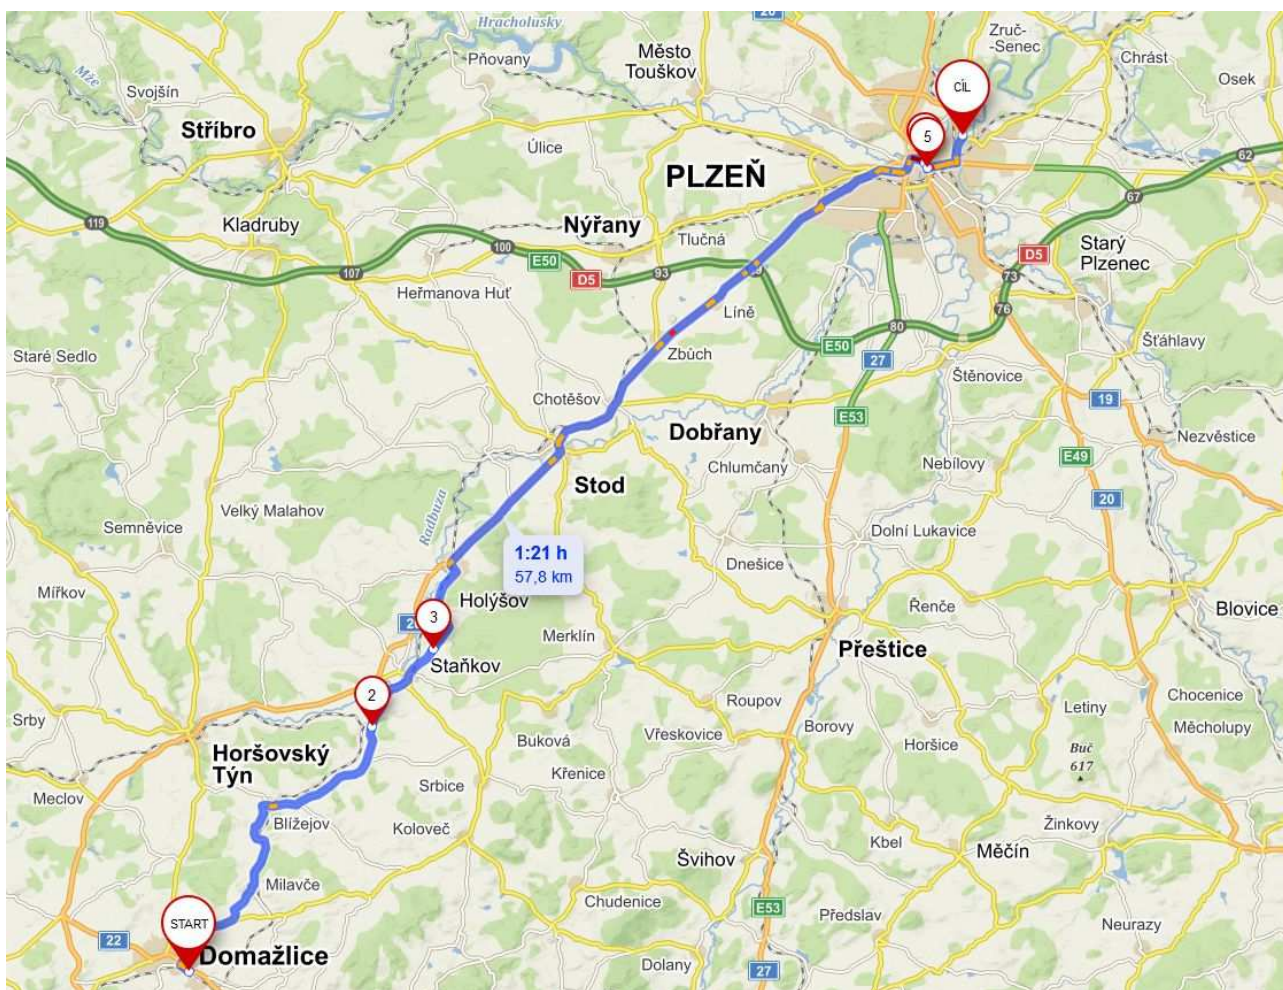 Hracholusky
26
Zruč-
-Senec
Město
Touškov
Pňovany
Chrást
Mže
Svojšín
CÍL
Osek
Stříbro
5
Úlice
62
PLZEŇ
67
119
Kladruby
Nýřany
Tlučná
Starý
Plzenec
100
E50
D5
93
D5
107
73
Heřmanova Huť
76
Líně
80
Staré Sedlo
Zbůch
E50
27
Šťáhlavy
Štěnovice
Chotěšov
19
E53
Dobřany
Nezvěstice
Chlumčany
Nebílovy
E49
Stod
20
Radbuza
Velký Malahov
Semněvice
Dolní Lukavice
1:21 h
57,8 km
Dnešice
Mířkov
Holýšov
Řenče
Blovice
3
Merklín
Přeštice
Staňkov
2
Roupov
Letiny
Chocenice
Srby
Borovy
Měcholupy
Vřeskovice
Buková
Horšice
Horšovský
Týn
Buč
617
Křenice
Srbice
Meclov
Blížejov
Koloveč
Žinkovy
Kbel
Měčín
Švihov
Milavče
Chudenice
E53
Předslav
START
Neurazy
22
Domažlice
Dolany
27